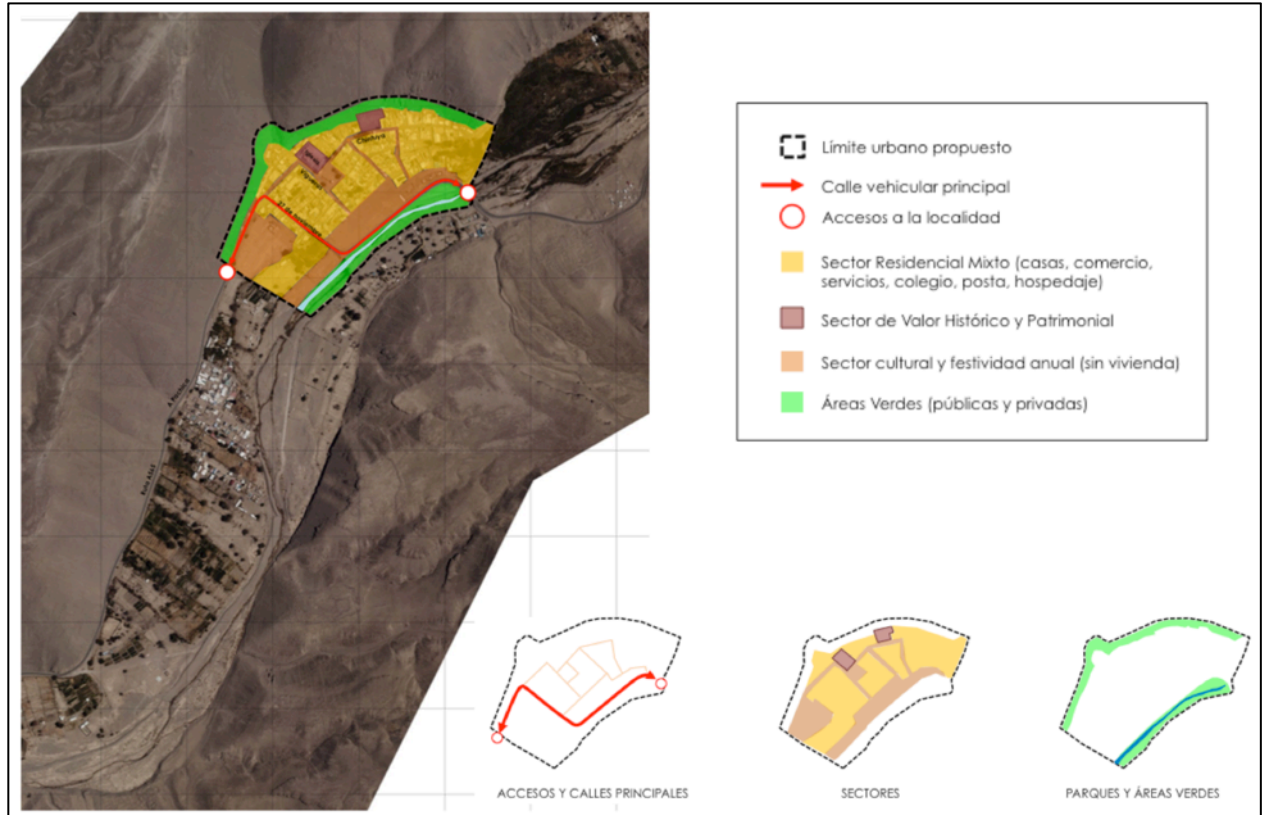 Límite urbano propuesto
Calle vehicular principal
Accesos a la localidad
Sector Residencial Mixto (casas, comercio,
servicios, colegio, posta, hospedaje)
Sector de Valor Histórico y Patrimonial
Sector cultural y festividad anual (sin vivienda)
Áreas Verdes (públicas y privadas)
ACCESOS Y CALLES PRINCIPALES
SECTORES
PARQUES Y ÁREAS VERDES